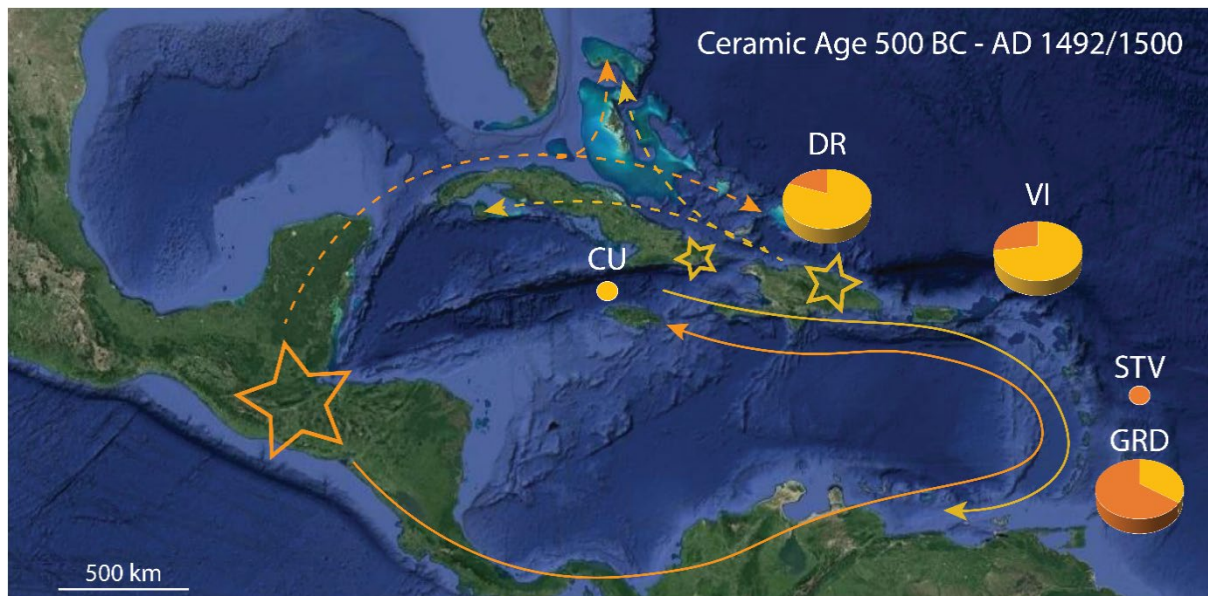 Ceramic Age 500 BC - AD 1492/1500
DR
VI
CU
STV
GRD
500 km